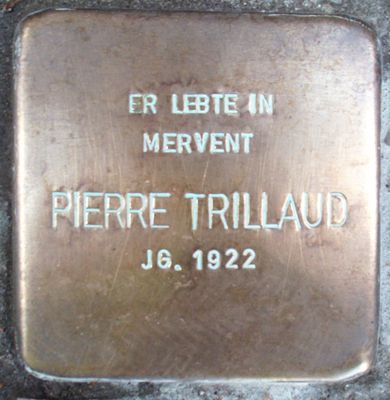 ER LEBTE IN
MERVENT
PIERRE TRILLAUD
JG. 1922